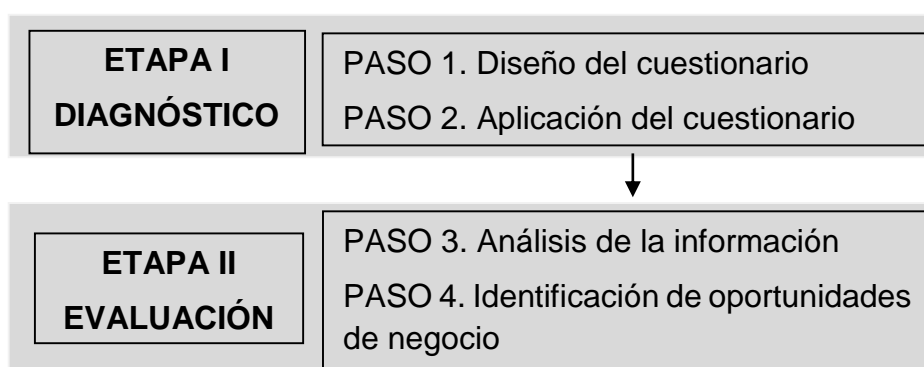 ETAPA I
DIAGNÓSTICO
PASO 1. Diseño del cuestionario
PASO 2. Aplicación del cuestionario
ETAPA II
EVALUACIÓN
PASO 3. Análisis de la información
PASO 4. Identificación de oportunidades
de negocio